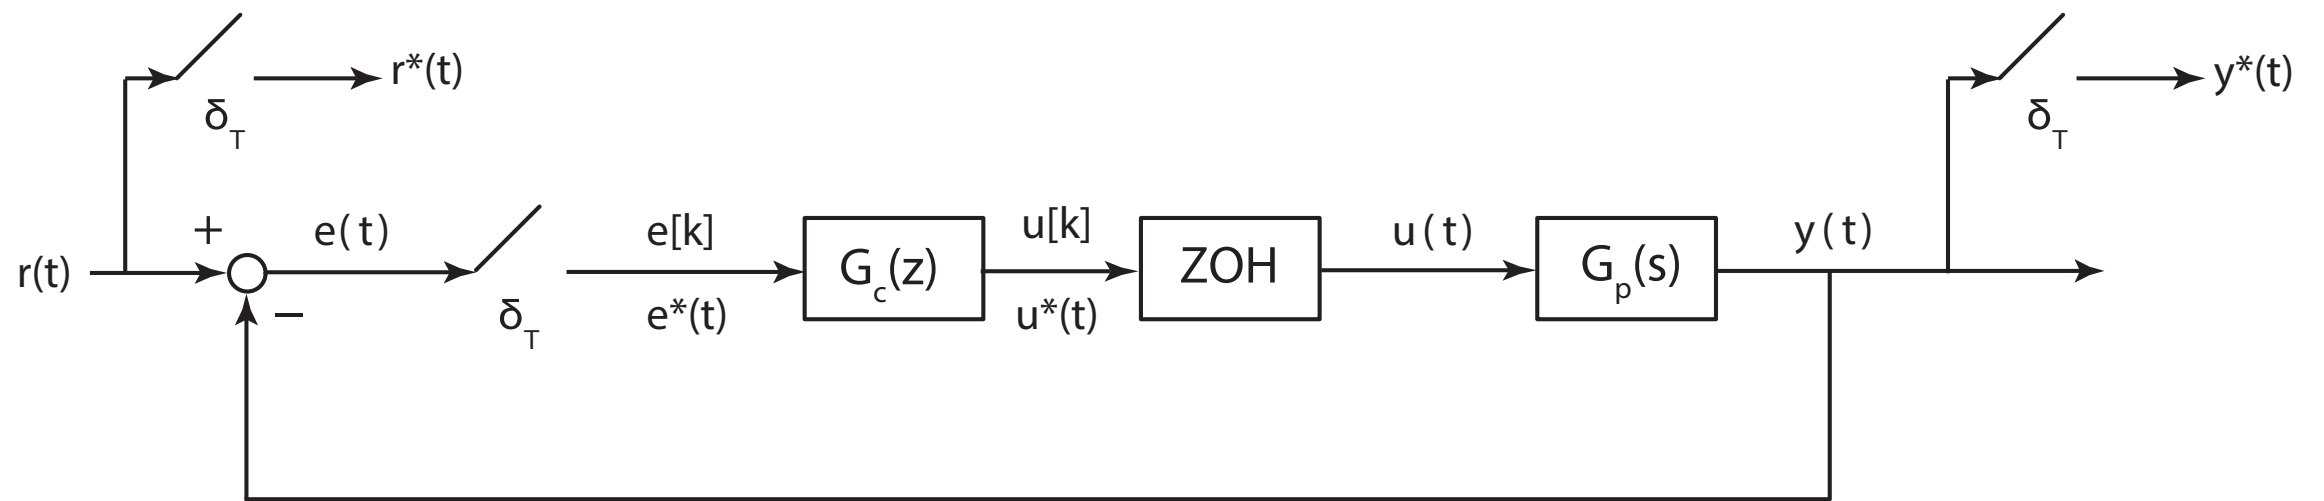 r*(t)
δT
y*(t)
δT
+
r(t)
e(t)
e[k]
Gc(z)
u[k]
ZOH
u(t)
Gp(s)
y(t)
−
δT
e*(t)
u*(t)